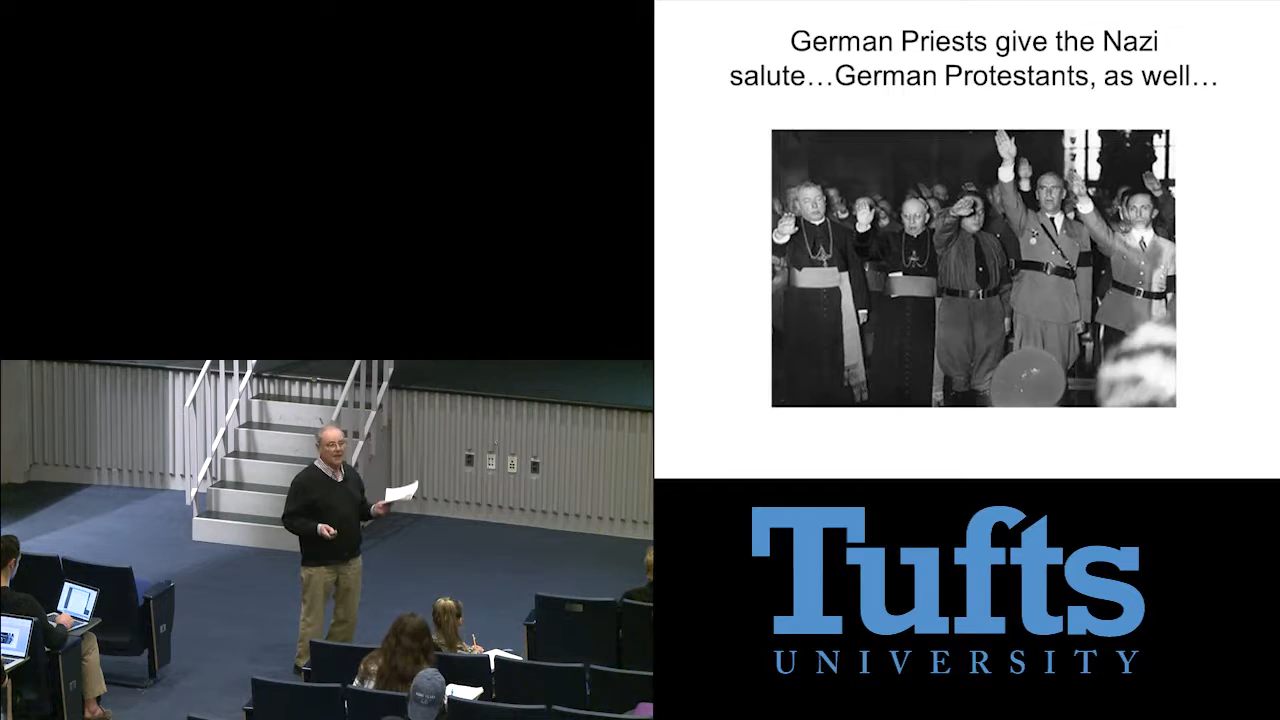 German Priests give the Nazi
salute…German Protestants, as well…
Tufts
UNIVERSITY